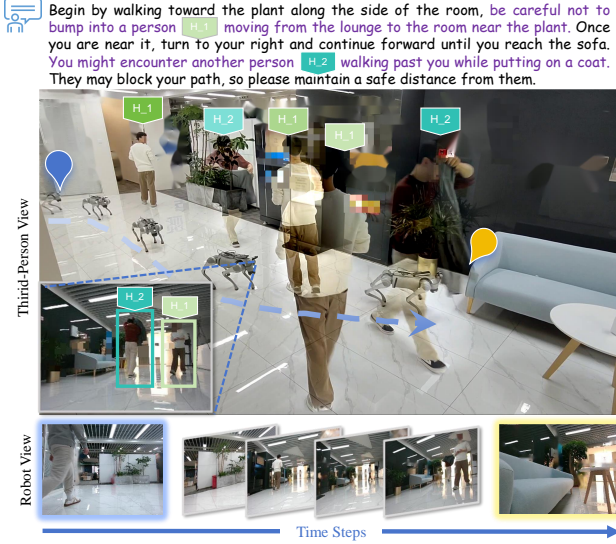 Begin by walking toward the plant along the side of the room, be careful not to
bump into a person H_1 moving from the lounge to the room near the plant. Once
you are near it, turn to your right and continue forward until you reach the sofa.
You might encounter another person H_2 walking past you while putting on a coat.
They may block your path, so please maintain a safe distance from them.
H_1
H_2
H_1
H_1
H_2
Thirid-Person View
H_2
H_1
Robot View
Time Steps